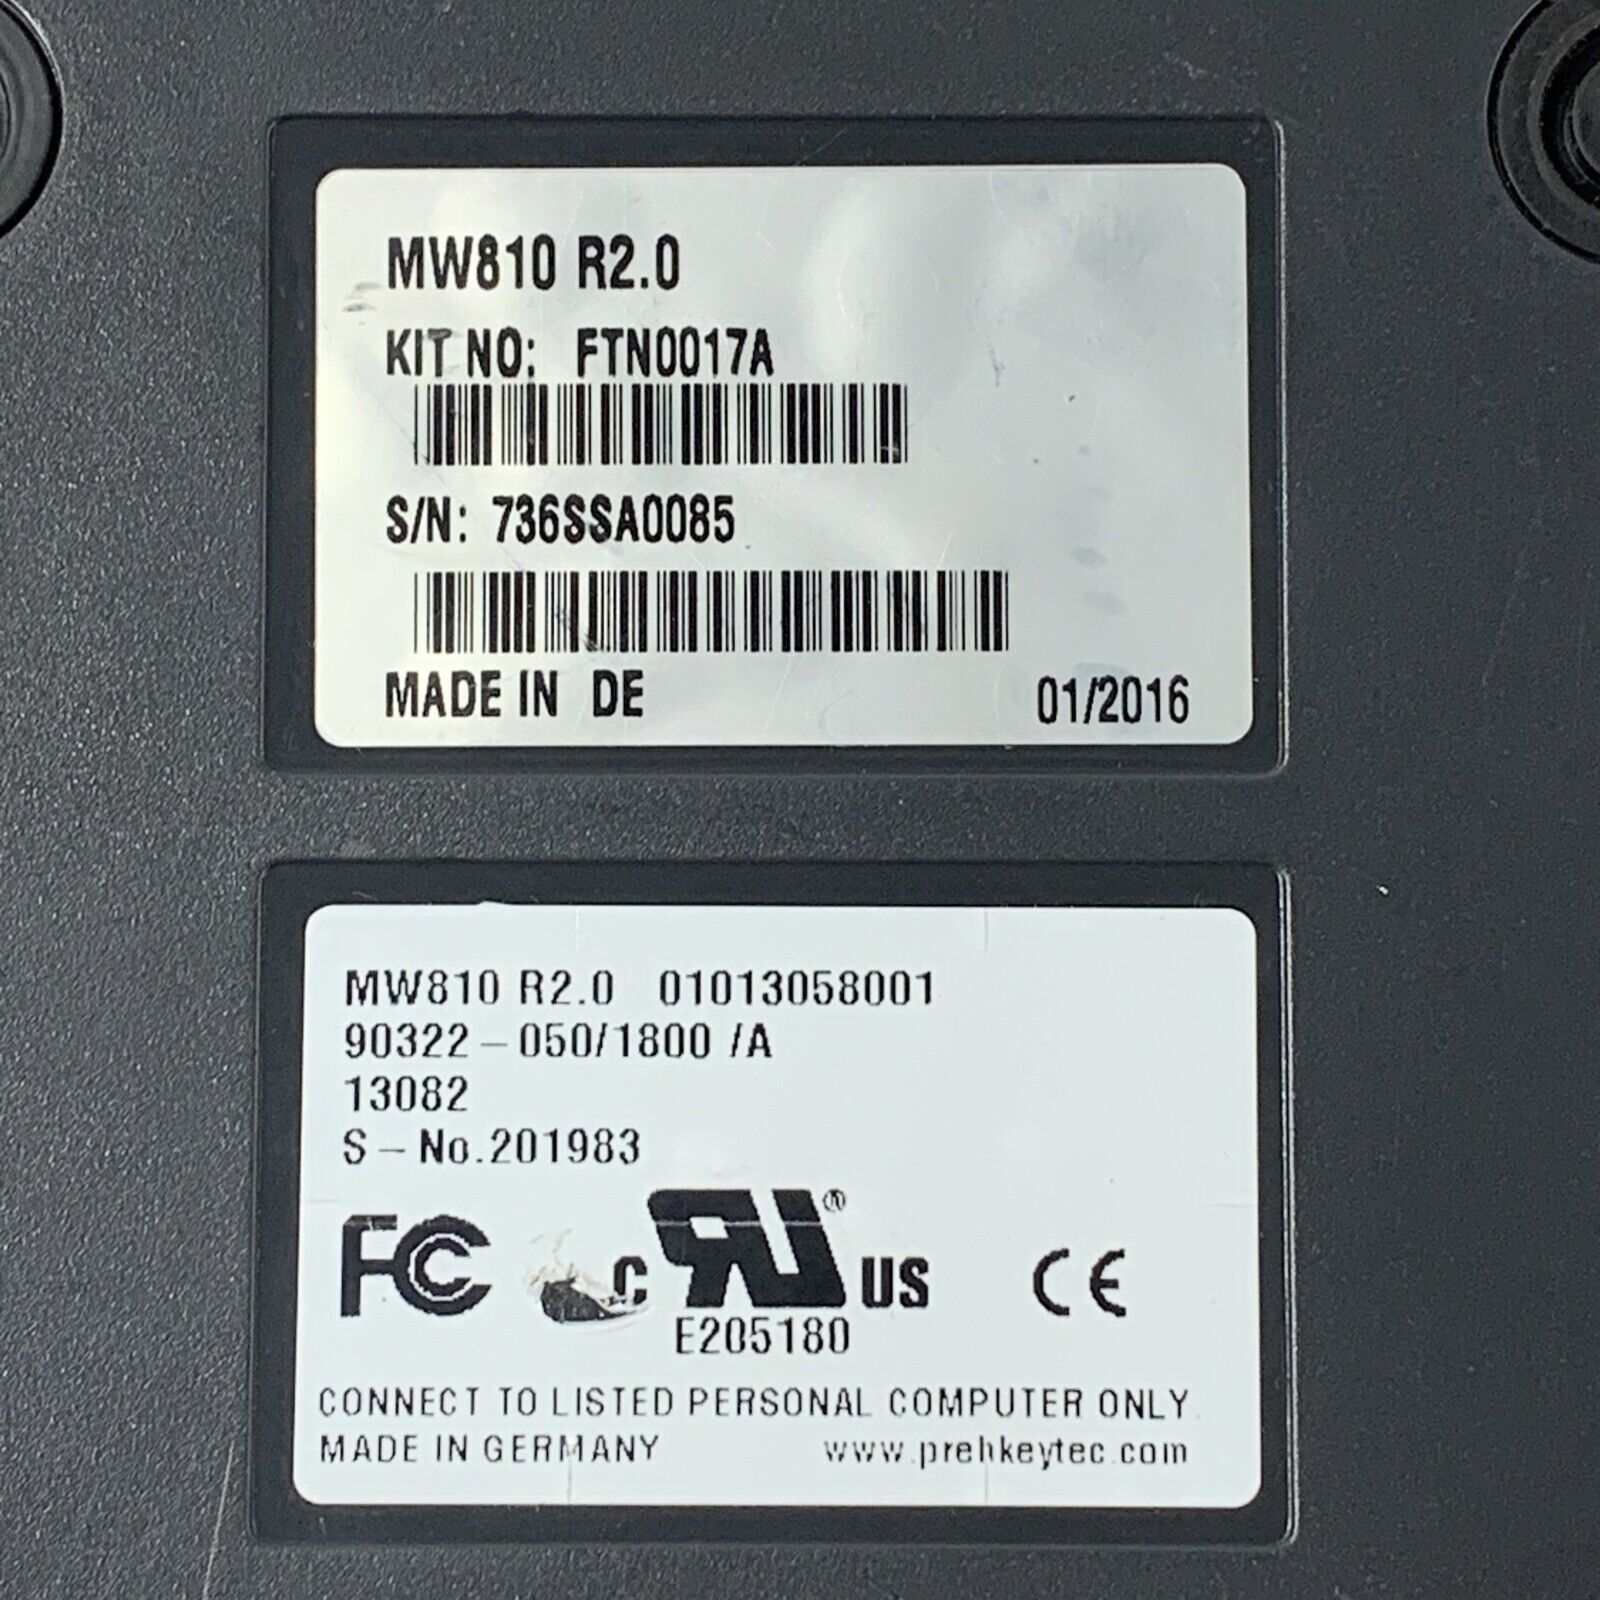 MW810 R2.0
KIT NO: FTN0017A
S/N: 736SSA0085
MADE IN DE 01/2016
MW810 R2.0 01013058001
90322-050/1800 /A
13082
S-No.201983
FC c UR ® US CE
E205180
CONNECT TO LISTED PERSONAL COMPUTER ONLY
MADE IN GERMANY www.prehkeytec.com